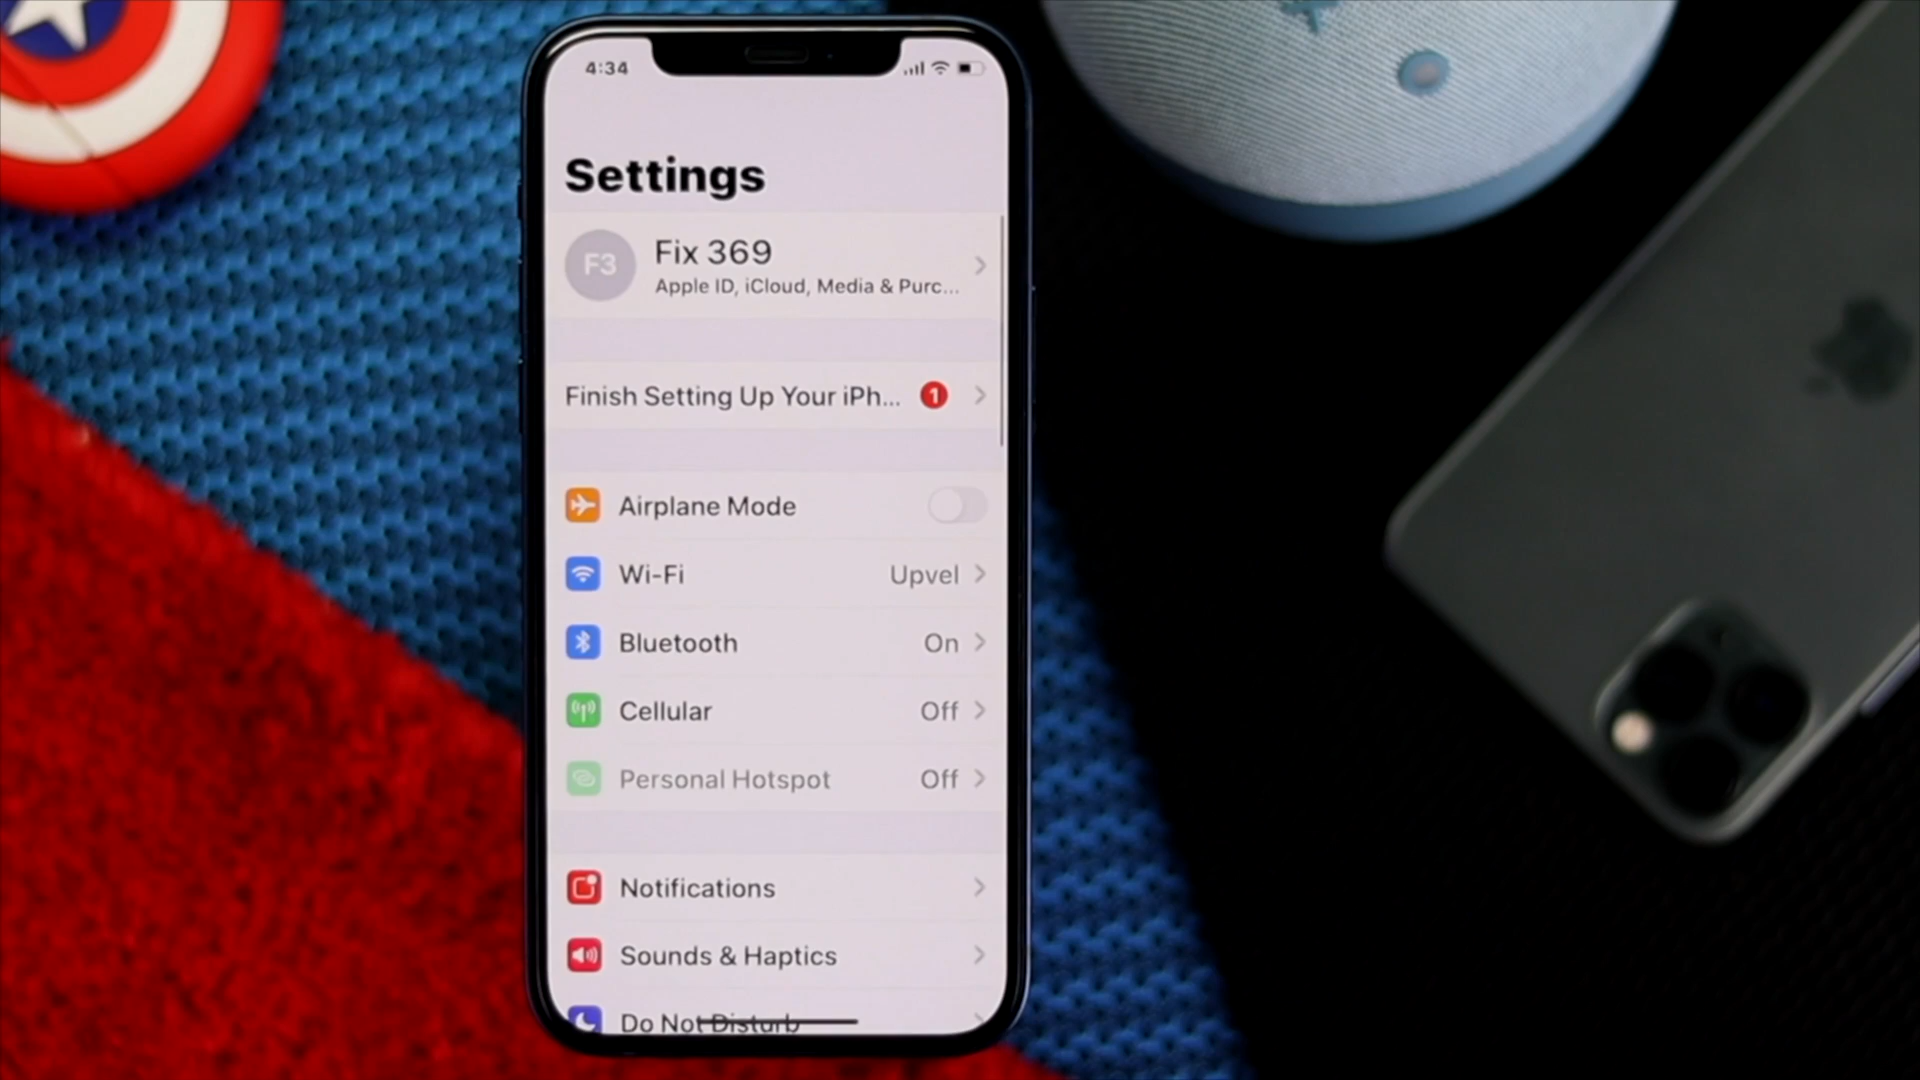 4:34
Settings
F3
Fix 369
Apple ID, iCloud, Media & Purc...
Finish Setting Up Your iPh... 1
Airplane Mode
Wi-Fi Upvel
Bluetooth On
Cellular Off
Personal Hotspot Off
Notifications
Sounds & Haptics
Do Not Disturb